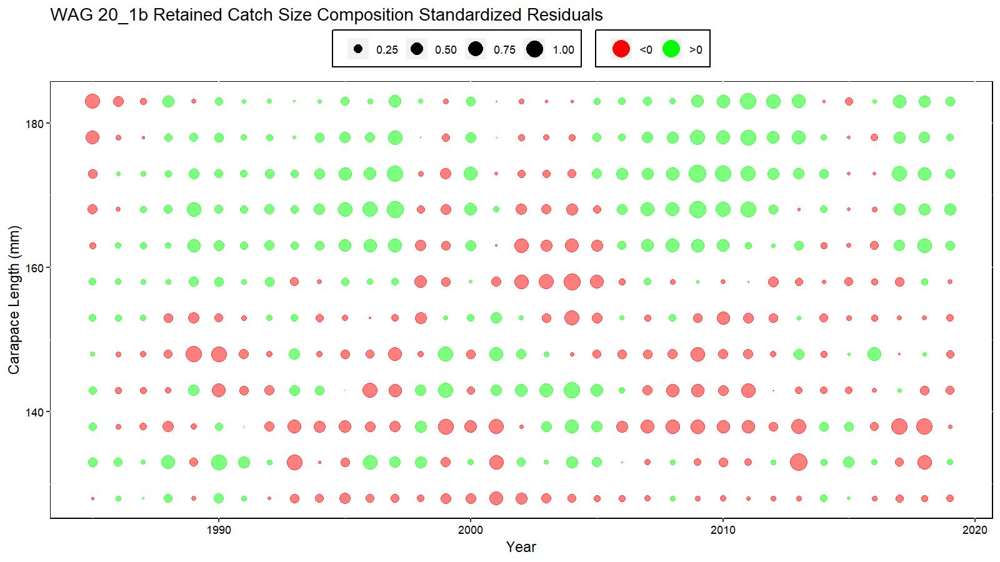 WAG 20_1b Retained Catch Size Composition Standardized Residuals
0.25 0.50 0.75 1.00 <0 >0
180
160
140
Carapace Length (mm)
1990 2000 2010 2020
Year